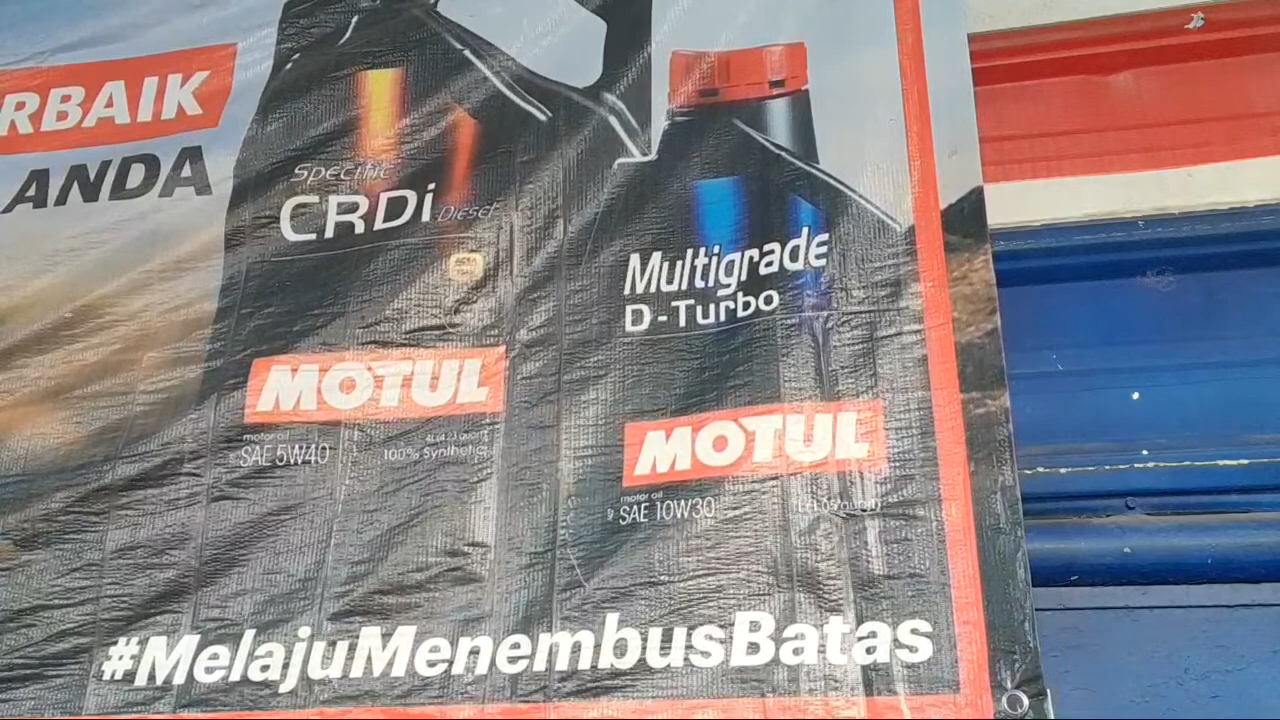 RBAIK
ANDA
Specific
CRDi Diesel
MOTUL
motor oil
SAE 5W40
100% Synthetic
Multigrade
D-Turbo
MOTUL
motor oil
SAE 10W30
#MelajuMenembusBatas